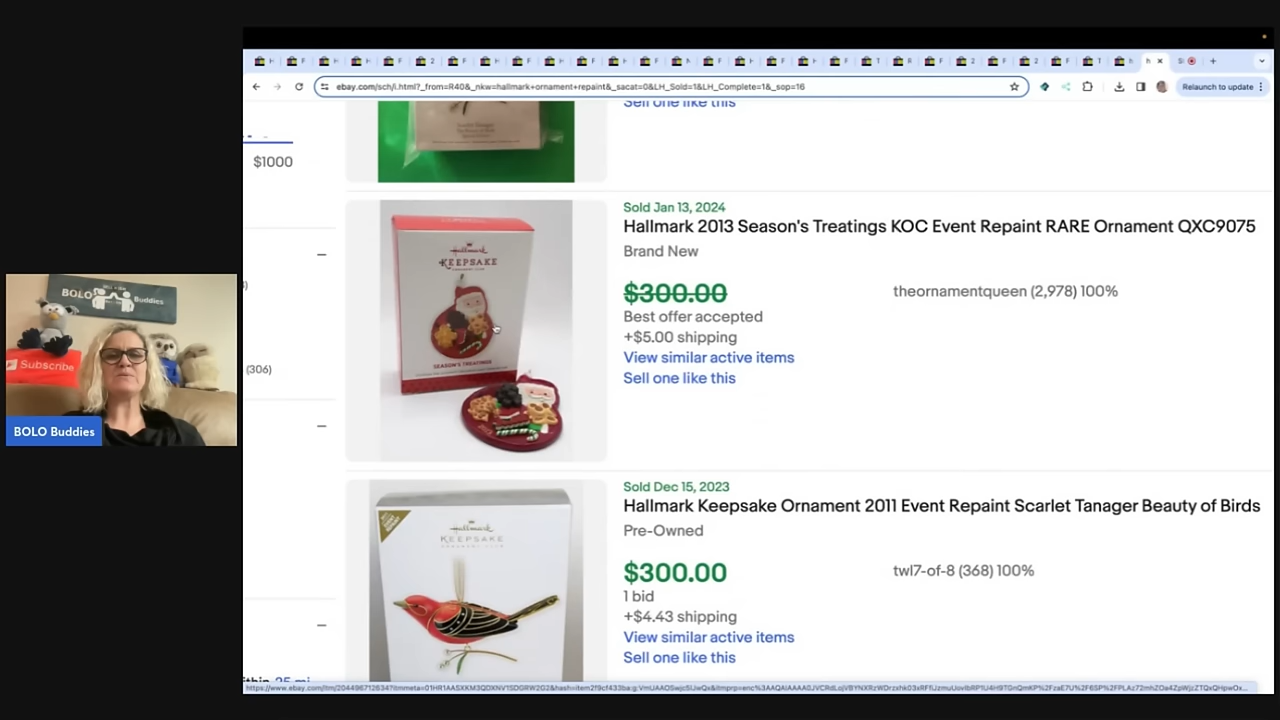 ebay.com/sch/i.html?_from=R40&_nkw=hallmark+ornament+repaint&_sacat=0&LH_Sold=1&LH_Complete=1&_sop=16
Relaunch to update
Sell one like this
$1000
Sold Jan 13, 2024
Hallmark 2013 Season's Treatings KOC Event Repaint RARE Ornament QXC9075
Brand New
$300.00
theornamentqueen (2,978) 100%
Best offer accepted
+$5.00 shipping
View similar active items
Sell one like this
Hallmark
KEEPSAKE
SEASON'S TREATINGS
(306)
BOLO Buddies
Subscribe
BOLO Buddies
Sold Dec 15, 2023
Hallmark Keepsake Ornament 2011 Event Repaint Scarlet Tanager Beauty of Birds
Pre-Owned
$300.00
twl7-of-8 (368) 100%
1 bid
+$4.43 shipping
View similar active items
Sell one like this
Hallmark
KEEPSAKE